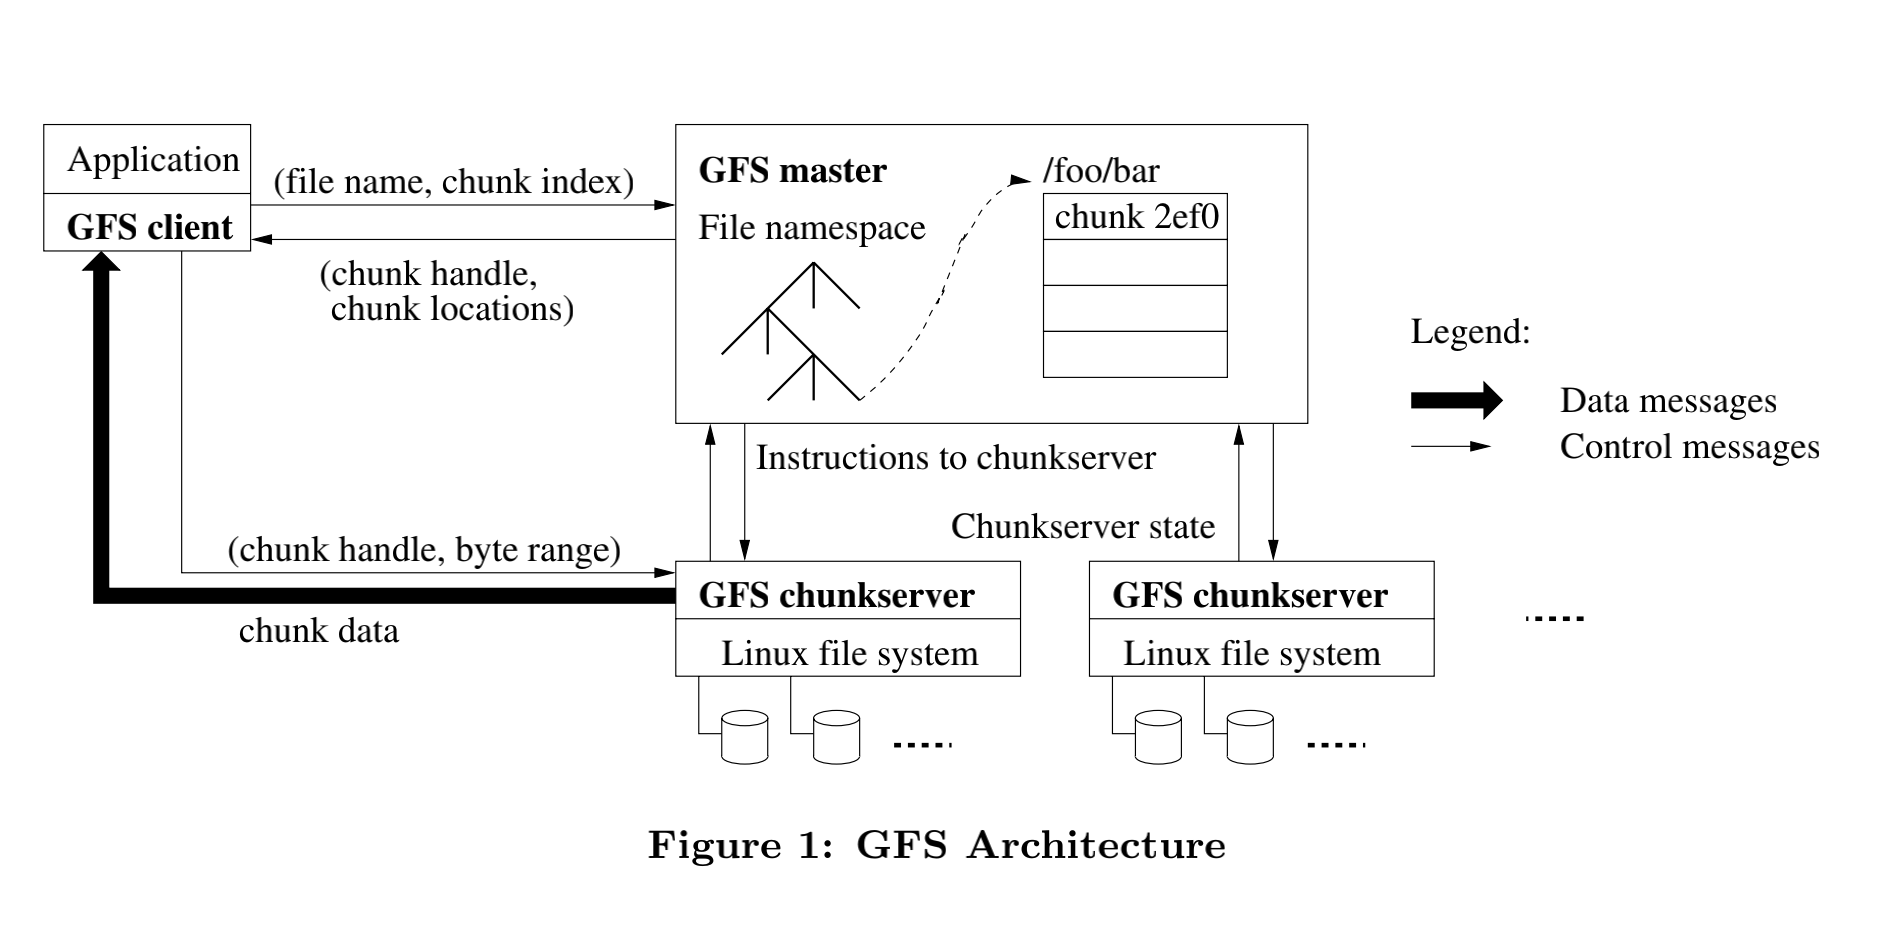 Application
GFS client
(file name, chunk index)
(chunk handle,
chunk locations)
GFS master
File namespace
/foo/bar
chunk 2ef0
Legend:
Data messages
Control messages
Instructions to chunkserver
Chunkserver state
(chunk handle, byte range)
chunk data
GFS chunkserver
Linux file system
GFS chunkserver
Linux file system
Figure 1: GFS Architecture